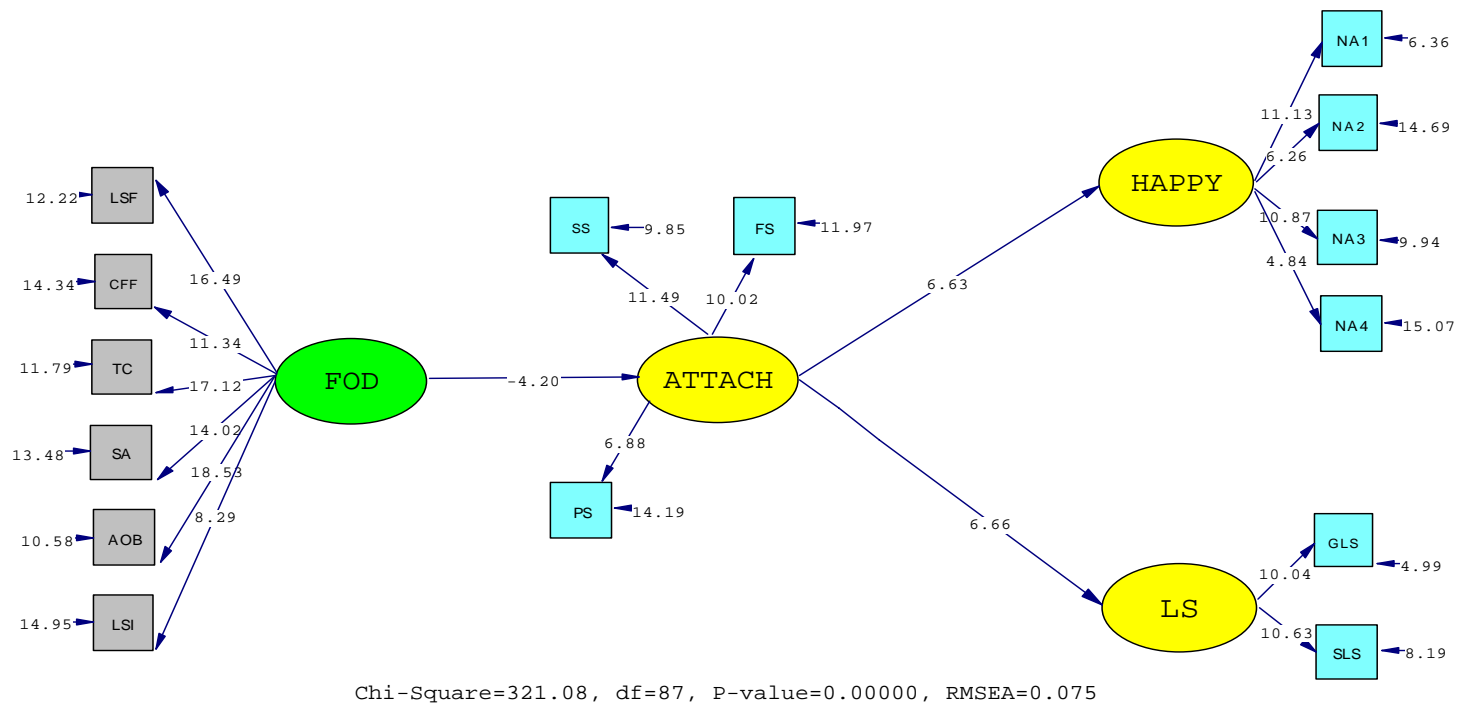 NA1
6.36
11.13
NA2
14.69
6.26
HAPPY
12.22
LSF
SS
9.85
FS
11.97
10.87
NA3
9.94
4.84
14.34
CFF
16.49
11.49
10.02
6.63
NA4
15.07
11.34
11.79
TC
17.12
FOD
-4.20
ATTACH
13.48
SA
14.02
6.88
18.53
PS
14.19
8.29
6.66
10.58
AOB
GLS
4.99
10.04
LS
14.95
LSI
10.63
SLS
8.19
Chi-Square=321.08, df=87, P-value=0.00000, RMSEA=0.075